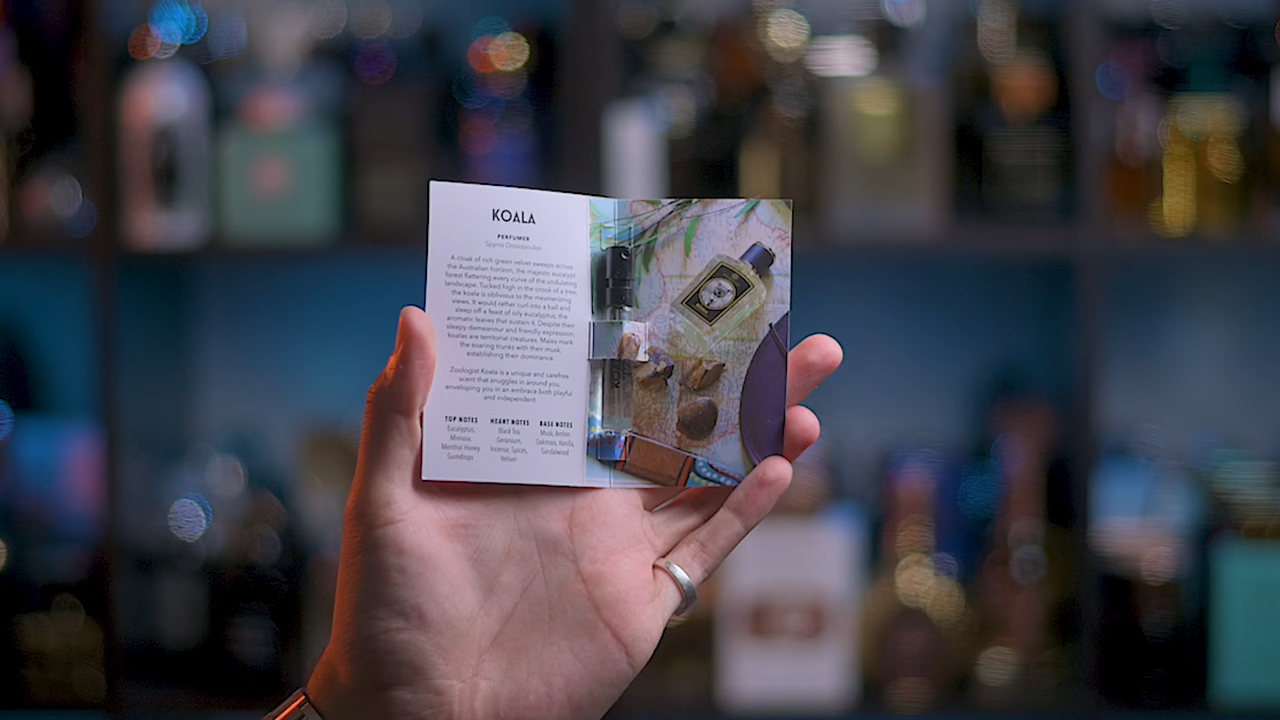 KOALA
PERFUMER
Spyros Drosopoulos
A cloak of rich green velvet sweeps across
the Australian horizon, the majestic eucalypt
forest flattering every curve of the undulating
landscape. Tucked high in the crook of a tree,
the koala is oblivious to the mesmerizing
views. It would rather curl into a ball and
sleep off a feast of oily eucalyptus, the
aromatic leaves that sustain it. Despite their
sleepy demeanour and friendly expression,
koalas are territorial creatures. Males mark
the soaring trunks with their musk,
establishing their dominance.
Zoologist Koala is a unique and carefree
scent that snuggles in around you,
enveloping you in an embrace both playful
and independent.
TOP NOTES
Eucalyptus,
Mimosa,
Menthol Honey
Gumdrops
HEART NOTES
Black Tea,
Geranium,
Incense, Spices,
Vetiver
BASE NOTES
Musk, Amber,
Oakmoss, Vanilla,
Sandalwood
KOALA